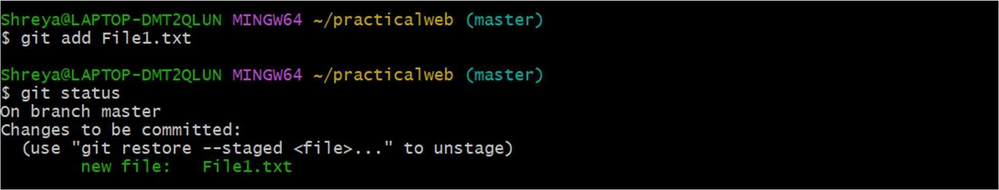 Shreya@LAPTOP-DMT2QLUN MINGW64 ~/practicalweb (master)
$ git add File1.txt
Shreya@LAPTOP-DMT2QLUN MINGW64 ~/practicalweb (master)
$ git status
On branch master
Changes to be committed:
  (use "git restore --staged <file>..." to unstage)
        new file:   File1.txt